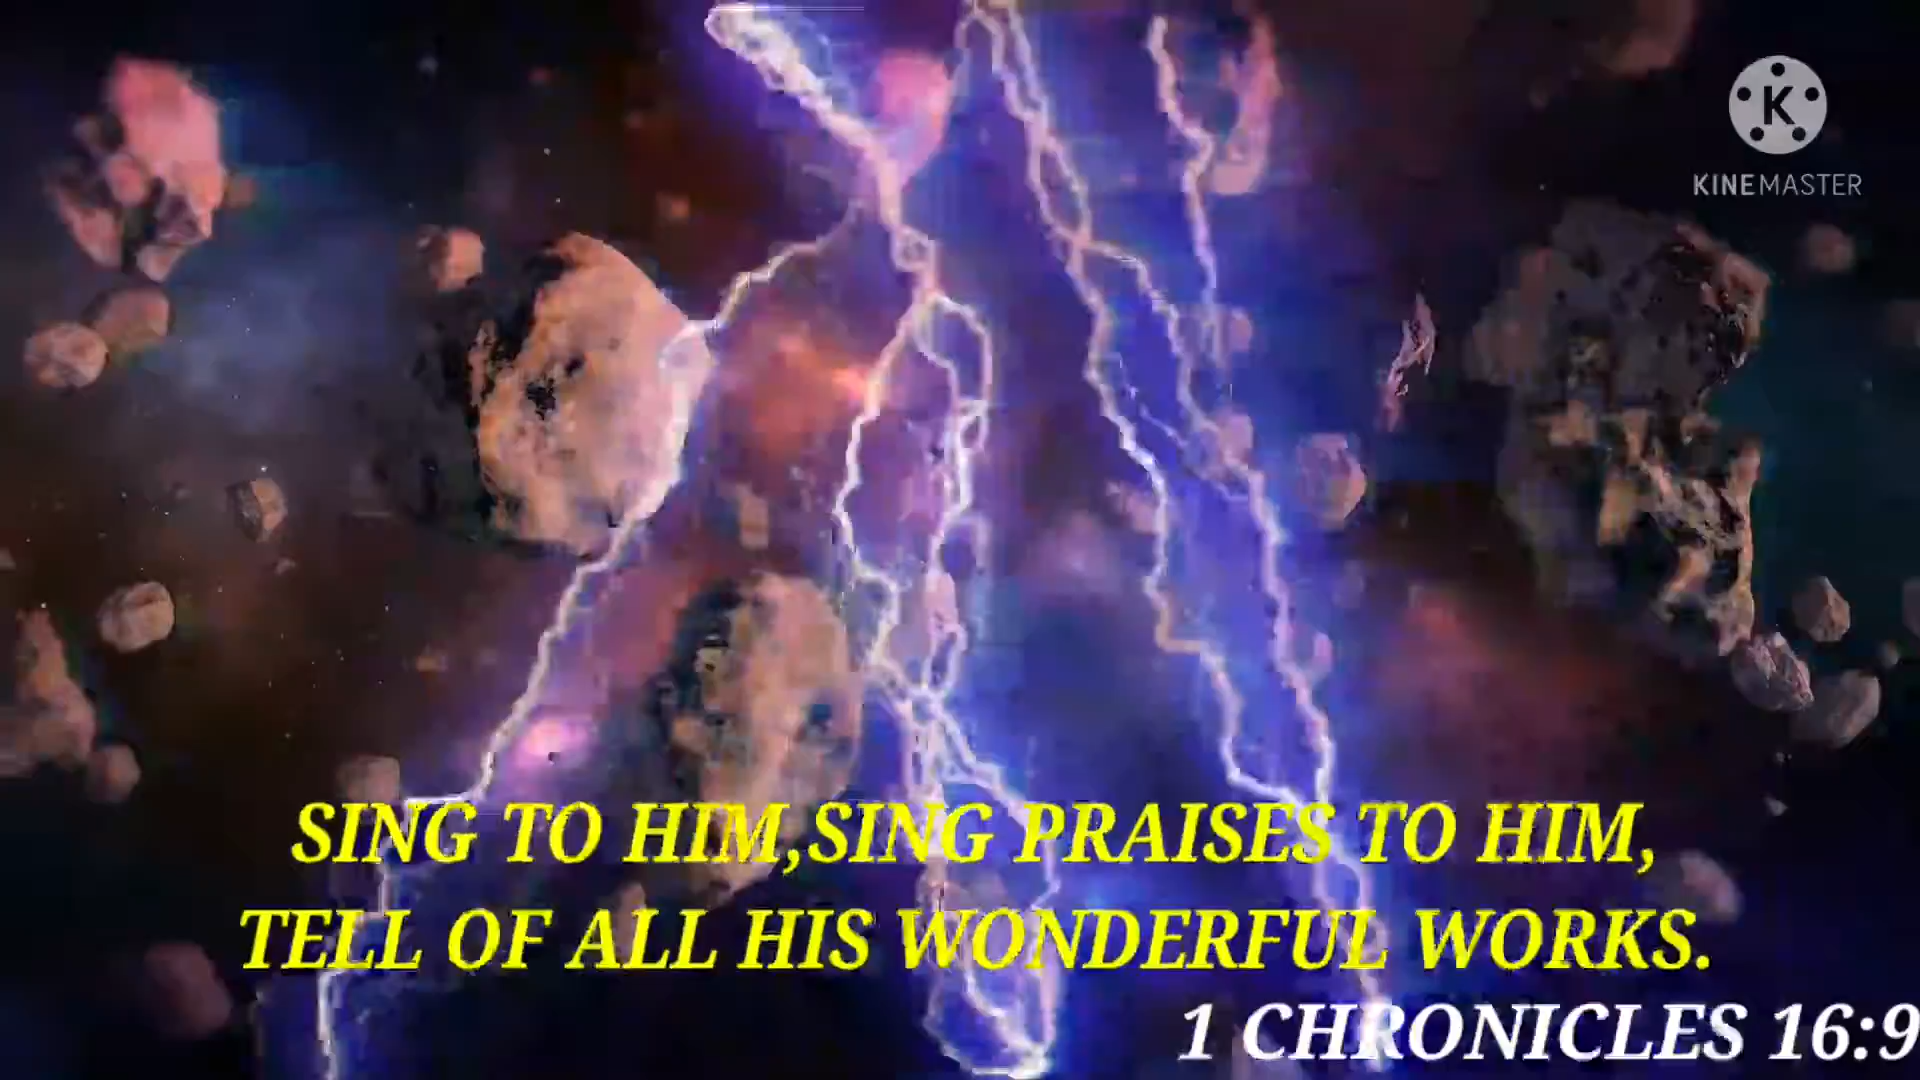 K
KINEMASTER
SING TO HIM,SING PRAISES TO HIM,
TELL OF ALL HIS WONDERFUL WORKS.
1 CHRONICLES 16:9